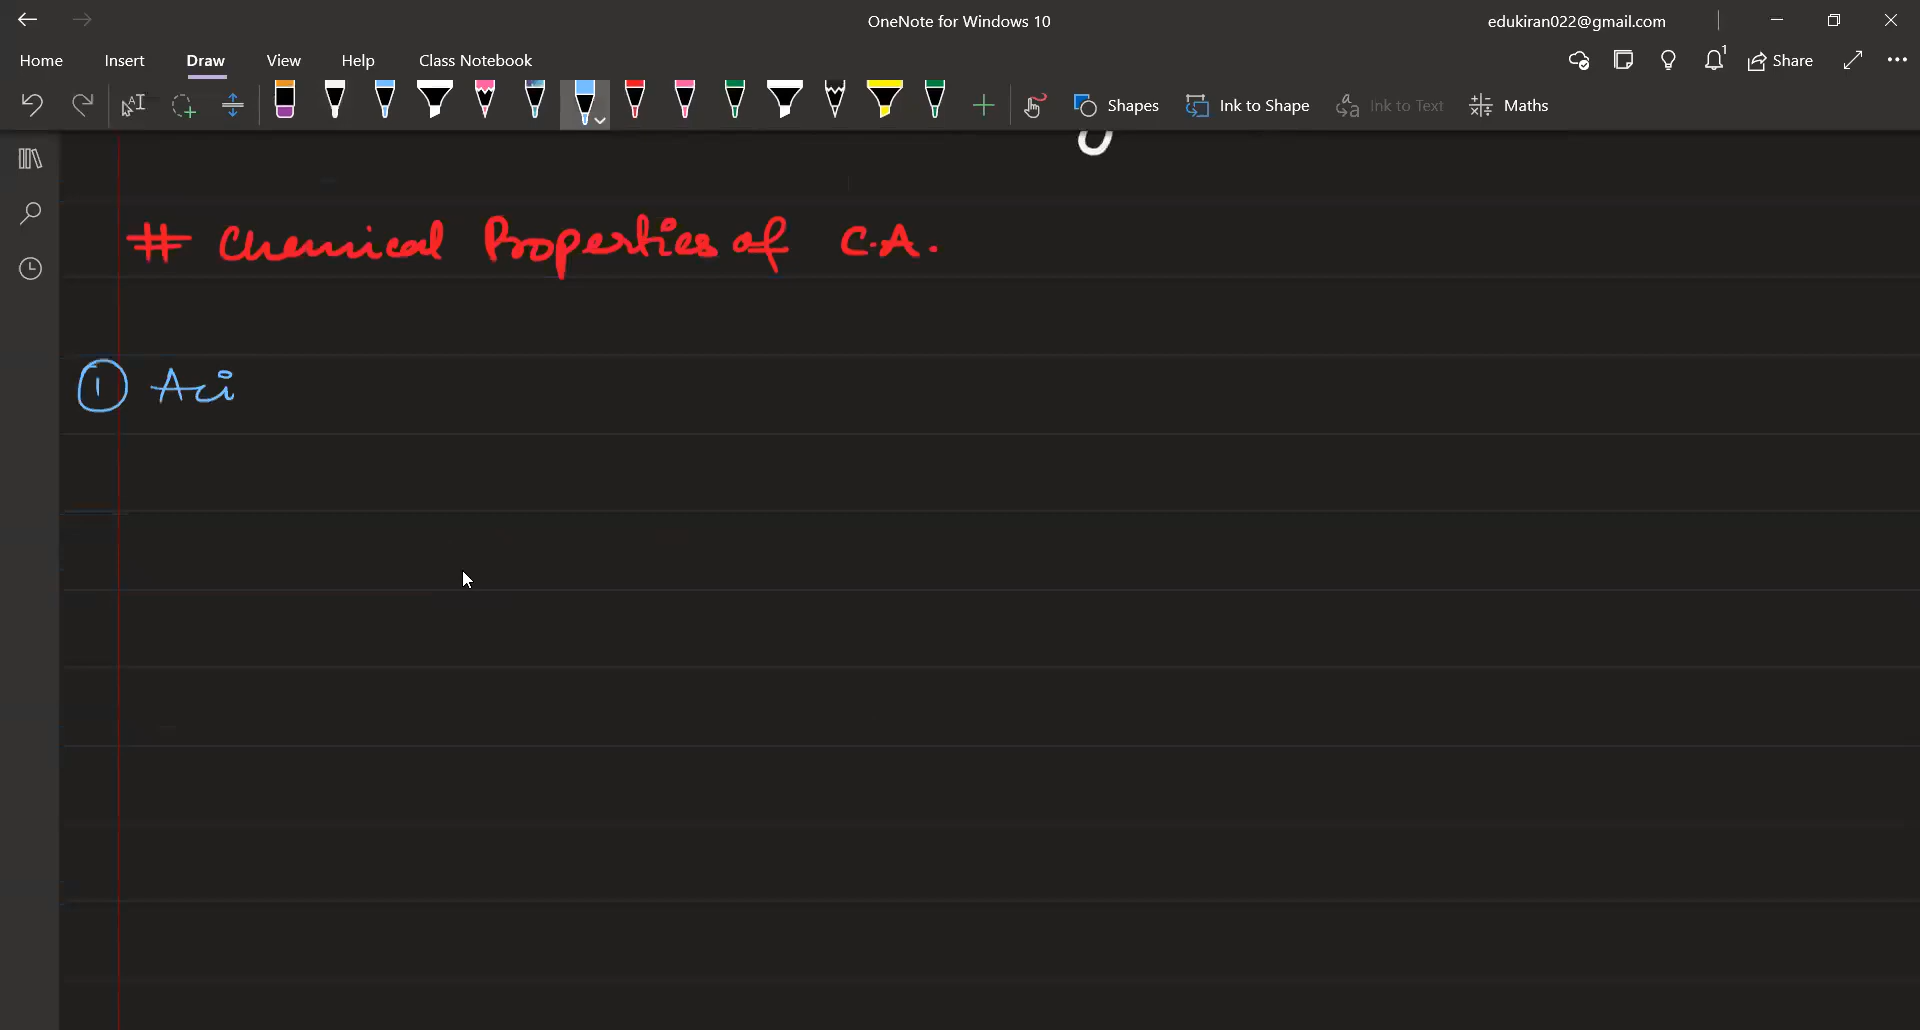 OneNote for Windows 10
edukiran022@gmail.com
Home Insert Draw View Help Class Notebook
1
Share
Shapes Ink to Shape Ink to Text Maths
# Chemical Properties of C.A.
① Aci